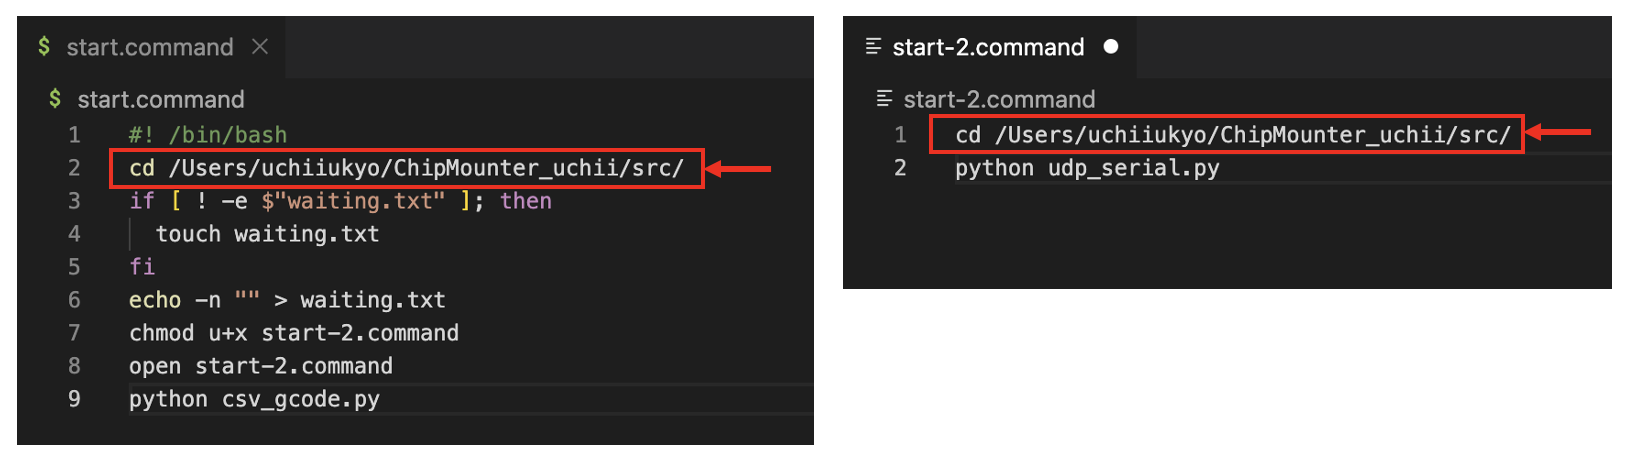 $ start.command ×
$ start.command
1 #! /bin/bash
2 cd /Users/uchiiukyo/ChipMounter_uchii/src/
3 if [ ! -e $"waiting.txt" ]; then
4 touch waiting.txt
5 fi
6 echo -n "" > waiting.txt
7 chmod u+x start-2.command
8 open start-2.command
9 python csv_gcode.py
start-2.command
start-2.command
1 cd /Users/uchiiukyo/ChipMounter_uchii/src/
2 python udp_serial.py